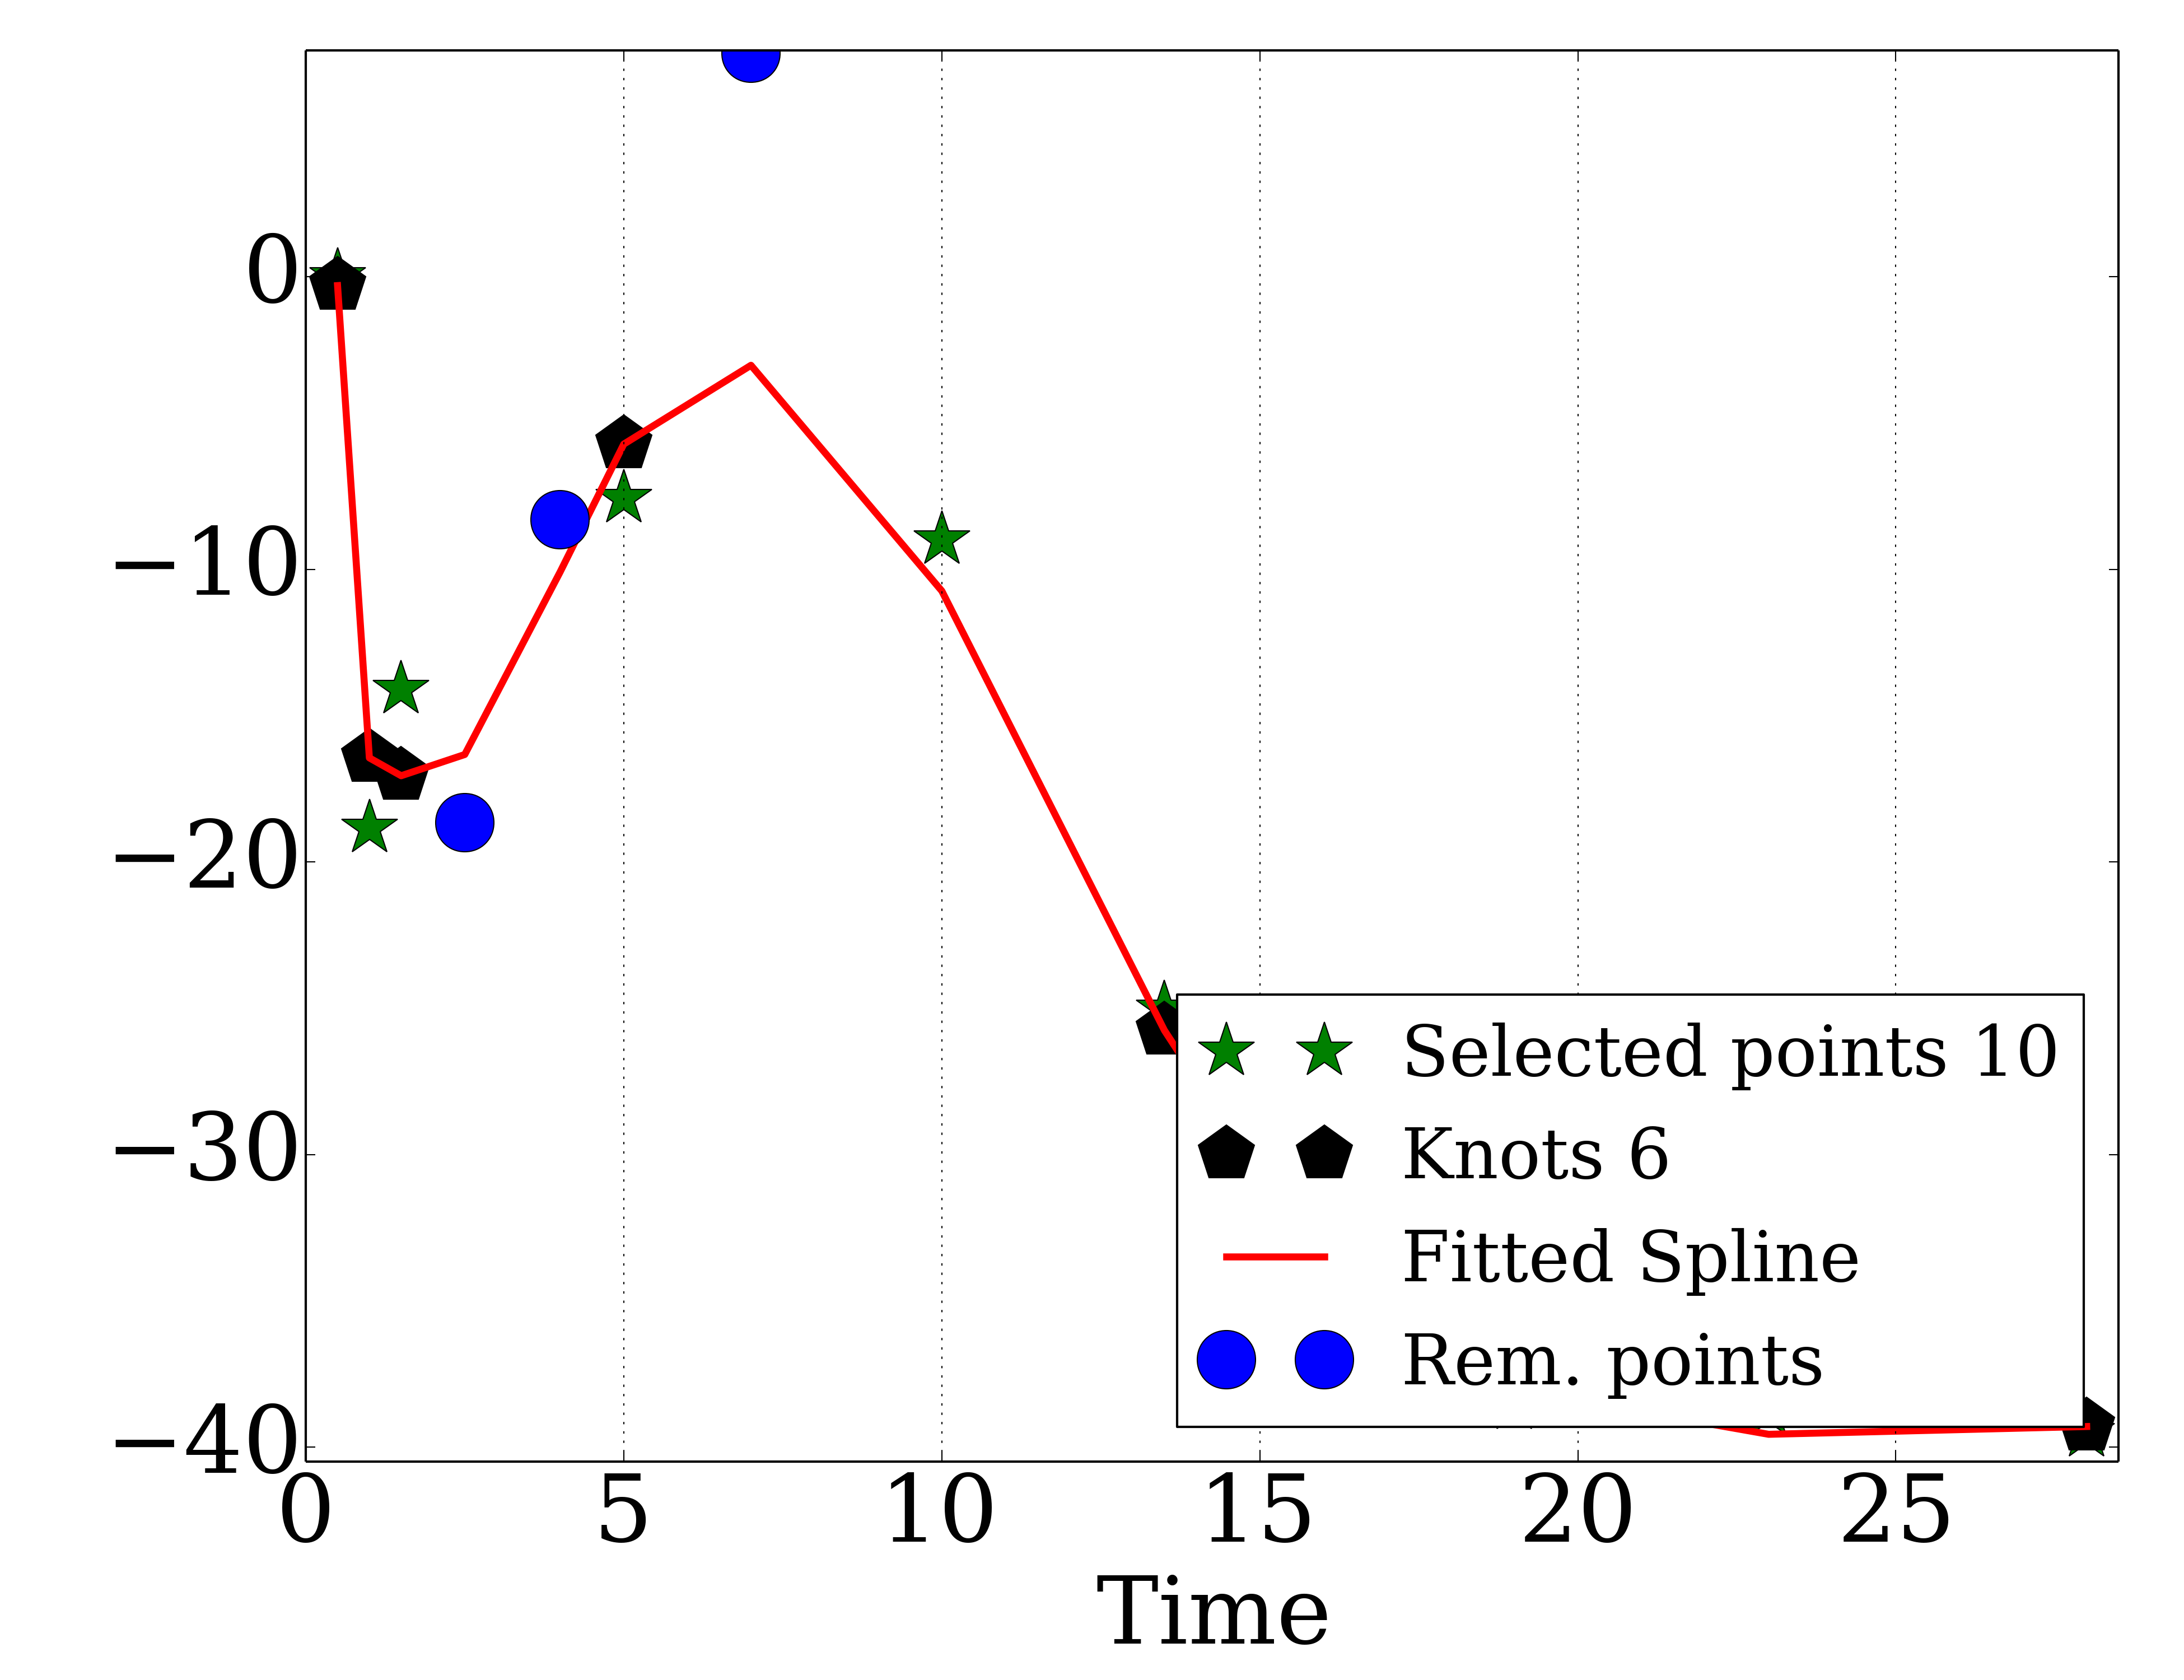 0
−10
−20
−30
−40
0 5 10 15 20 25
Time
Selected points 10
Knots 6
Fitted Spline
Rem. points